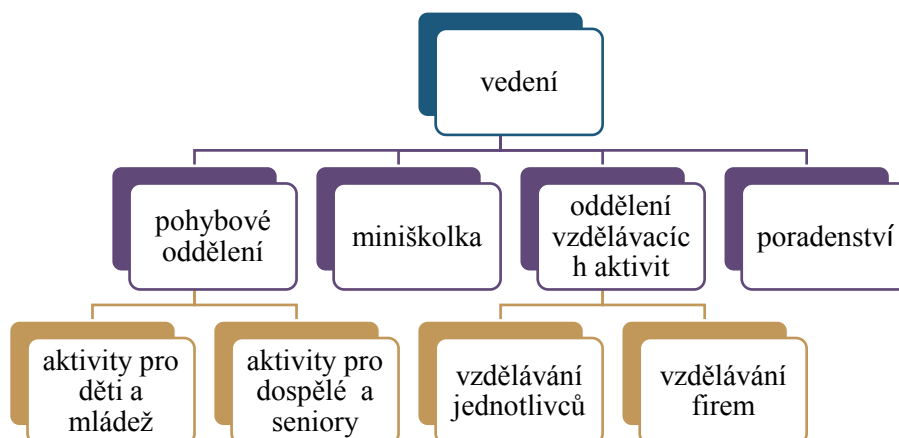 vedení
pohybové
oddělení
miniškolka
oddělení
vzdělávacíc
h aktivit
poradenství
aktivity pro
děti a
mládež
aktivity pro
dospělé  a
seniory
vzdělávání
jednotlivců
vzdělávání
firem